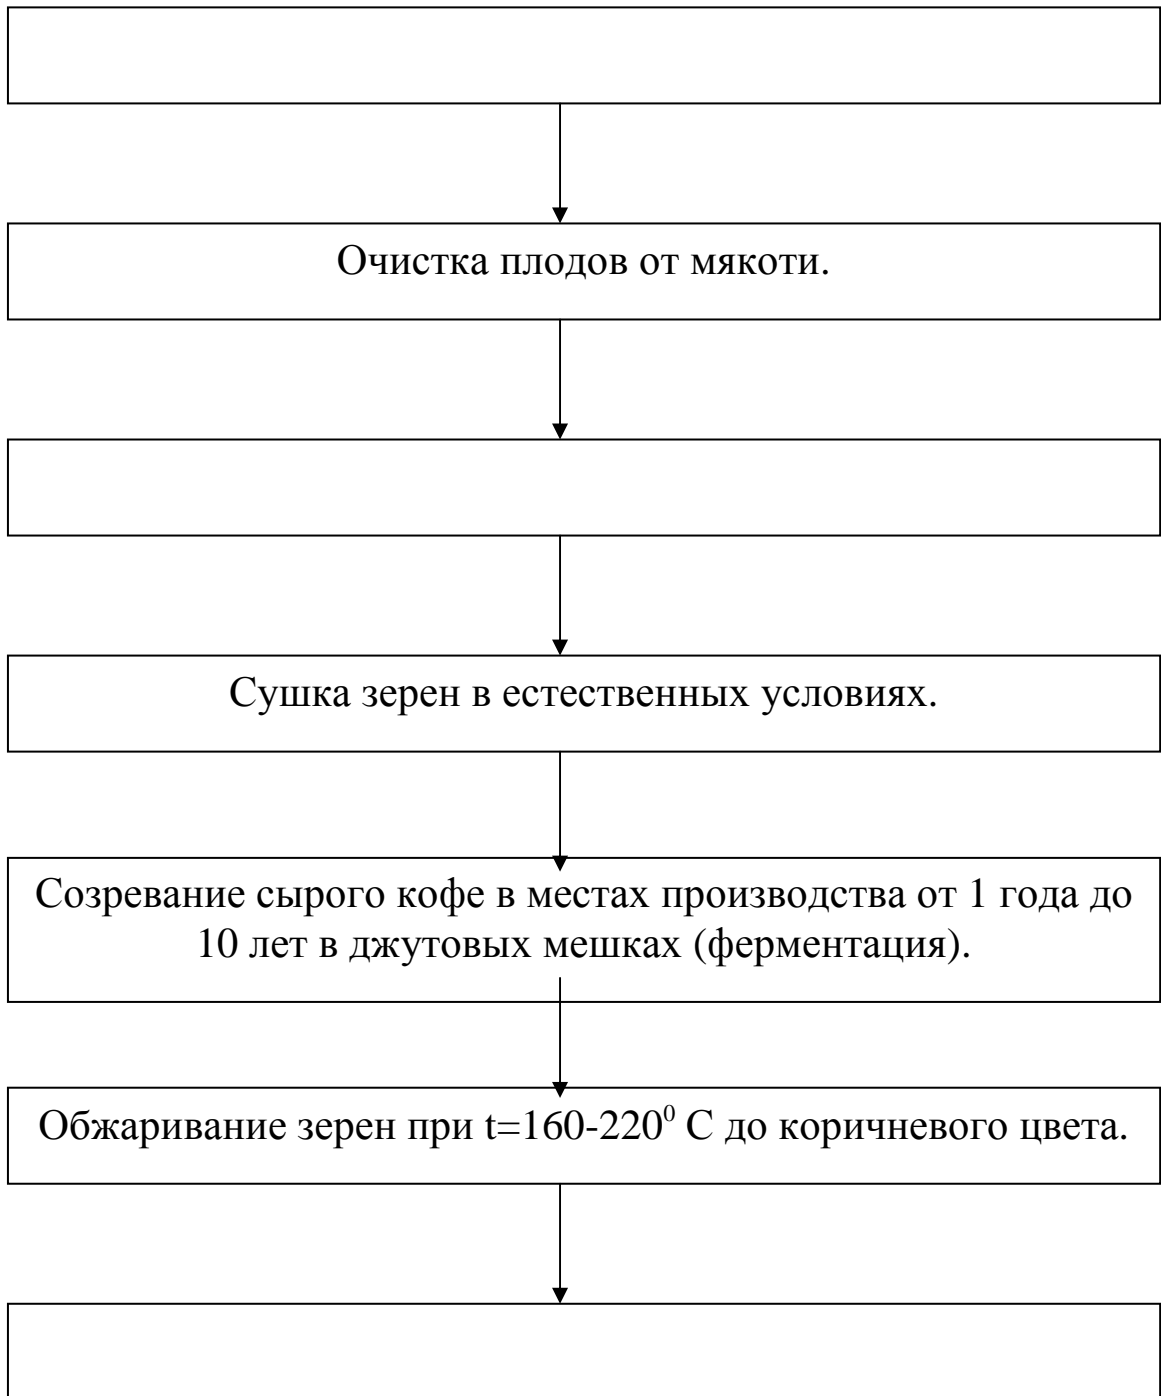 Очистка плодов от мякоти.
Сушка зерен в естественных условиях.
Созревание сырого кофе в местах производства от 1 года до
10 лет в джутовых мешках (ферментация).
Обжаривание зерен при t=160-220⁰ С до коричневого цвета.